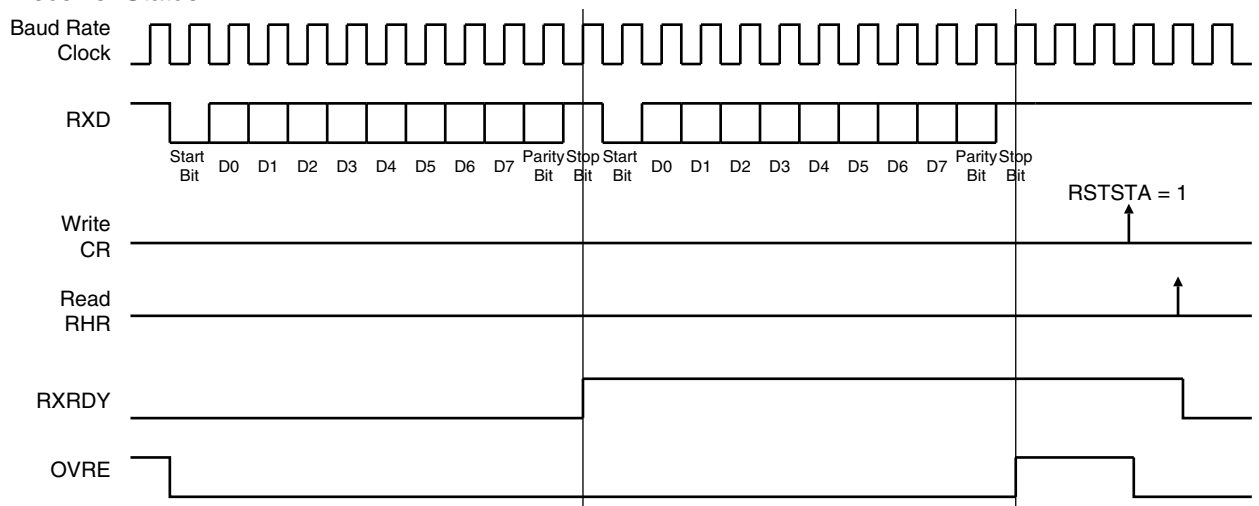 Baud Rate
Clock
RXD
Start
Bit
D0
D1
D2
D3
D4
D5
D6
D7
Parity
Bit
Stop
Bit
Start
Bit
D0
D1
D2
D3
D4
D5
D6
D7
Parity
Bit
Stop
Bit
RSTSTA = 1
Write
CR
Read
RHR
RXRDY
OVRE